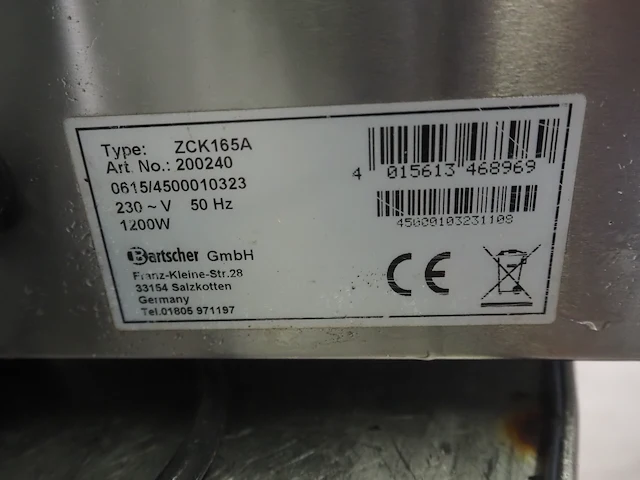 Type: ZCK165A
Art. No.: 200240
0615/4500010323
230 ~ V 50 Hz
1200W
Bartscher GmbH
Franz-Kleine-Str.28
33154 Salzkotten
Germany
Tel.01805 971197
4 015613 468969
45000103231108
CE